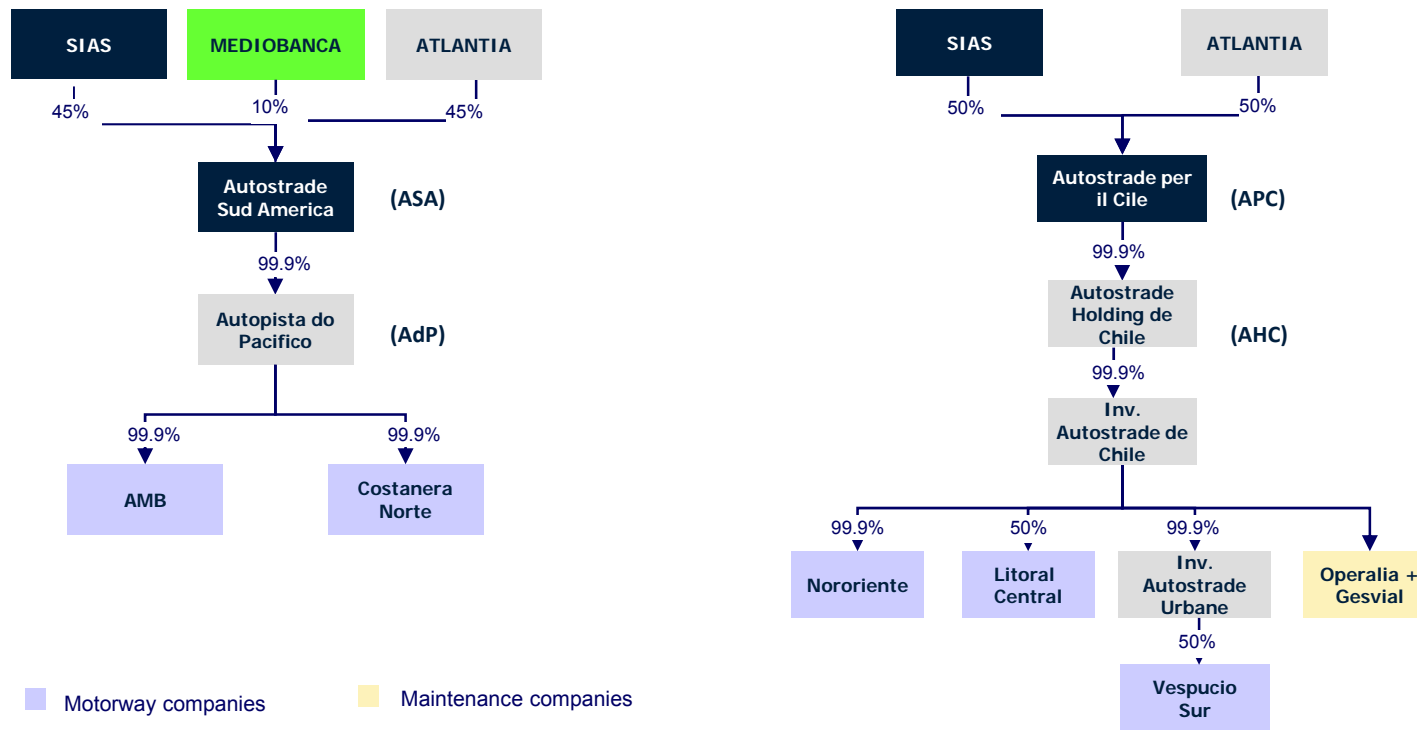 SIAS
MEDIOBANCA
ATLANTIA
45%
10%
45%
Autostrade
Sud America
(ASA)
99.9%
Autopista do
Pacifico
(AdP)
99.9%
99.9%
AMB
Costanera
Norte
SIAS
ATLANTIA
50%
50%
Autostrade per
il Cile
(APC)
99.9%
Autostrade
Holding de
Chile
(AHC)
99.9%
Inv.
Autostrade de
Chile
99.9%
50%
99.9%
Nororiente
Litoral
Central
Inv.
Autostrade
Urbane
Operalia +
Gesvial
50%
Vespucio
Sur
Motorway companies
Maintenance companies